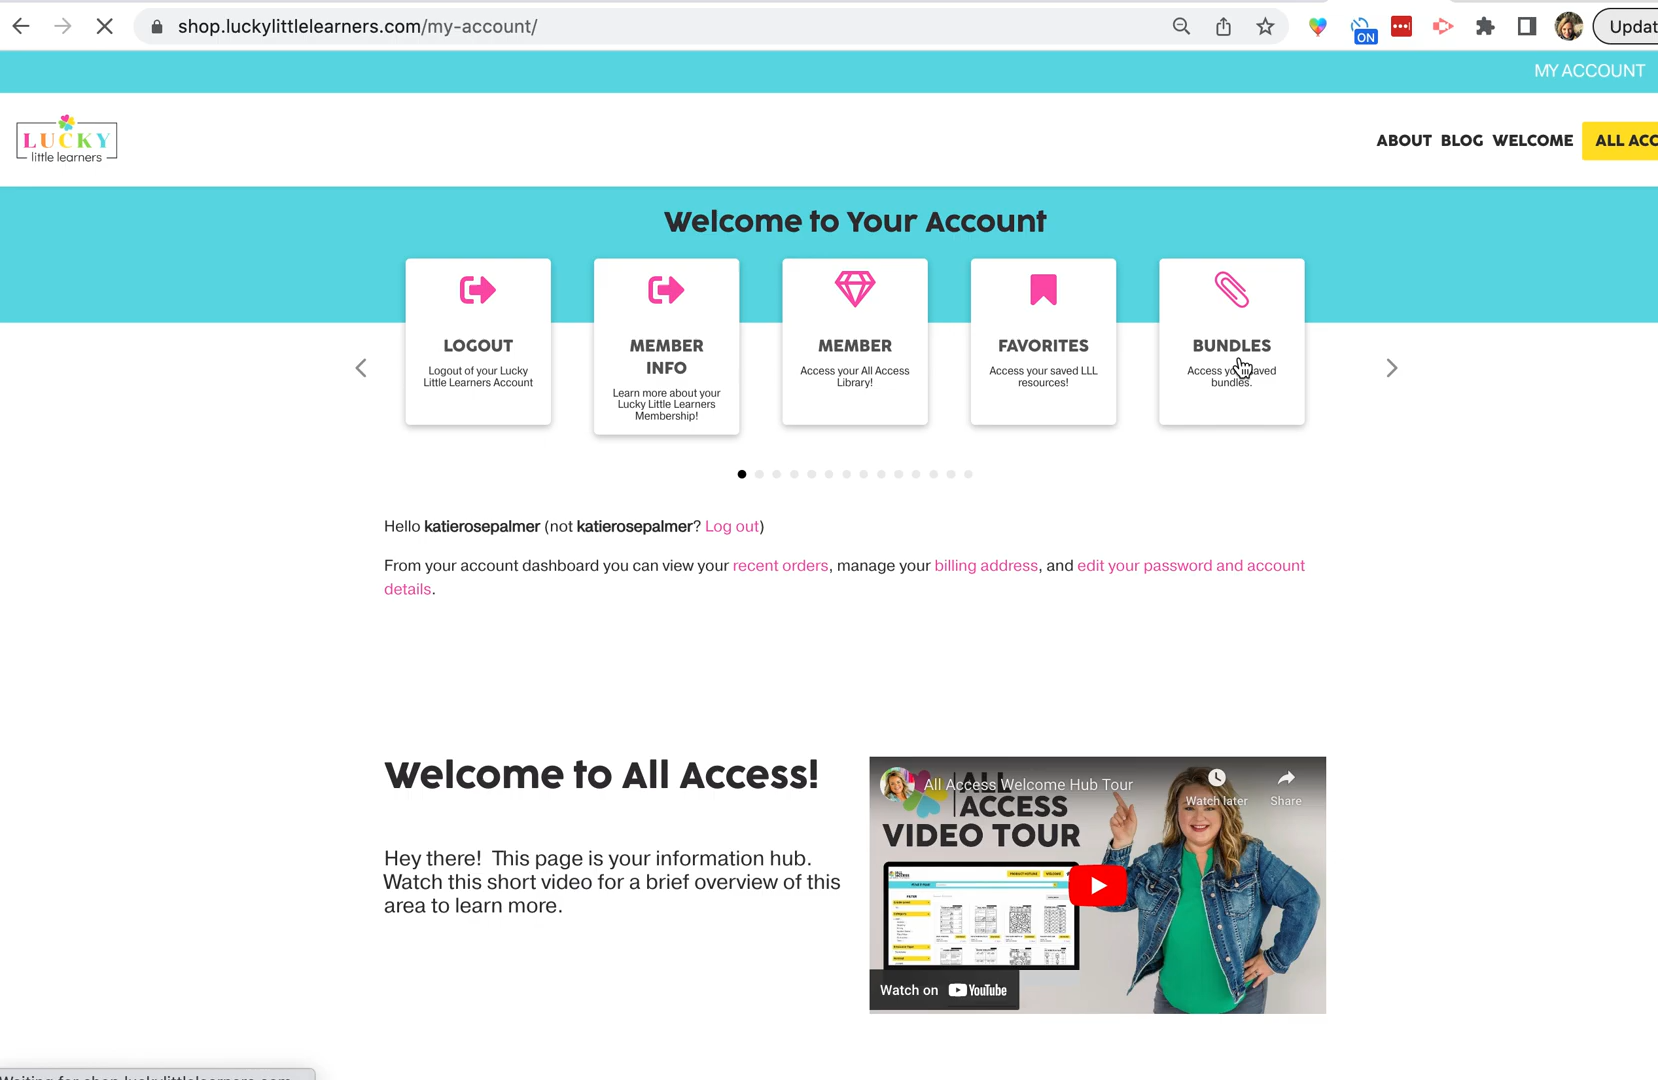 shop.luckylittlelearners.com/my-account/
ON
Updat
MY ACCOUNT
LUCKY
little learners
ABOUT BLOG WELCOME ALL ACC
Welcome to Your Account
LOGOUT
Logout of your Lucky
Little Learners Account
MEMBER
INFO
Learn more about your
Lucky Little Learners
Membership!
MEMBER
Access your All Access
Library!
FAVORITES
Access your saved LLL
resources!
BUNDLES
Access yo aved
bundles.
Hello katierosepalmer (not katierosepalmer? Log out)
From your account dashboard you can view your recent orders, manage your billing address, and edit your password and account
details.
Welcome to All Access!
Hey there! This page is your information hub.
Watch this short video for a brief overview of this
area to learn more.
All Access Welcome Hub Tour
Watch later
Share
ALL
ACCESS
VIDEO TOUR
Watch on YouTube